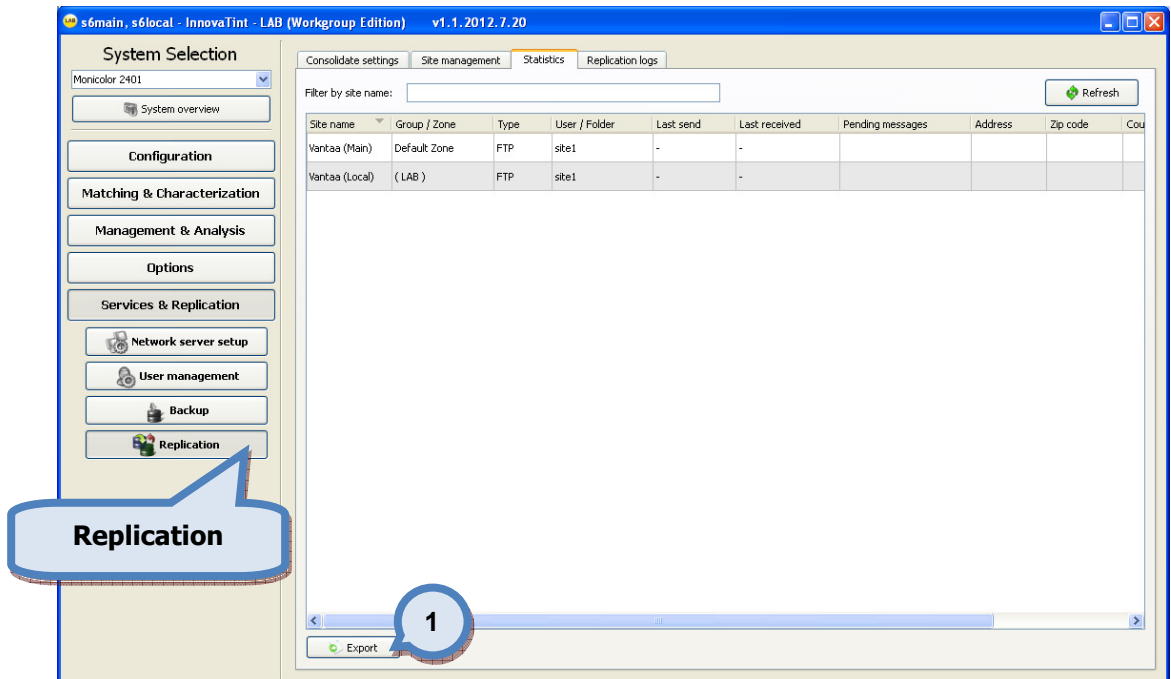 LAB s6main, s6local - InnovaTint - LAB (Workgroup Edition) v1.1.2012.7.20
System Selection
Monicolor 2401
System overview
Configuration
Matching & Characterization
Management & Analysis
Options
Services & Replication
Network server setup
User management
Backup
Replication
Replication
Consolidate settings Site management Statistics Replication logs
Filter by site name: Refresh
Site name Group / Zone Type User / Folder Last send Last received Pending messages Address Zip code Cou
Vantaa (Main) Default Zone FTP site1 - -
Vantaa (Local) ( LAB ) FTP site1 - -
1
Export